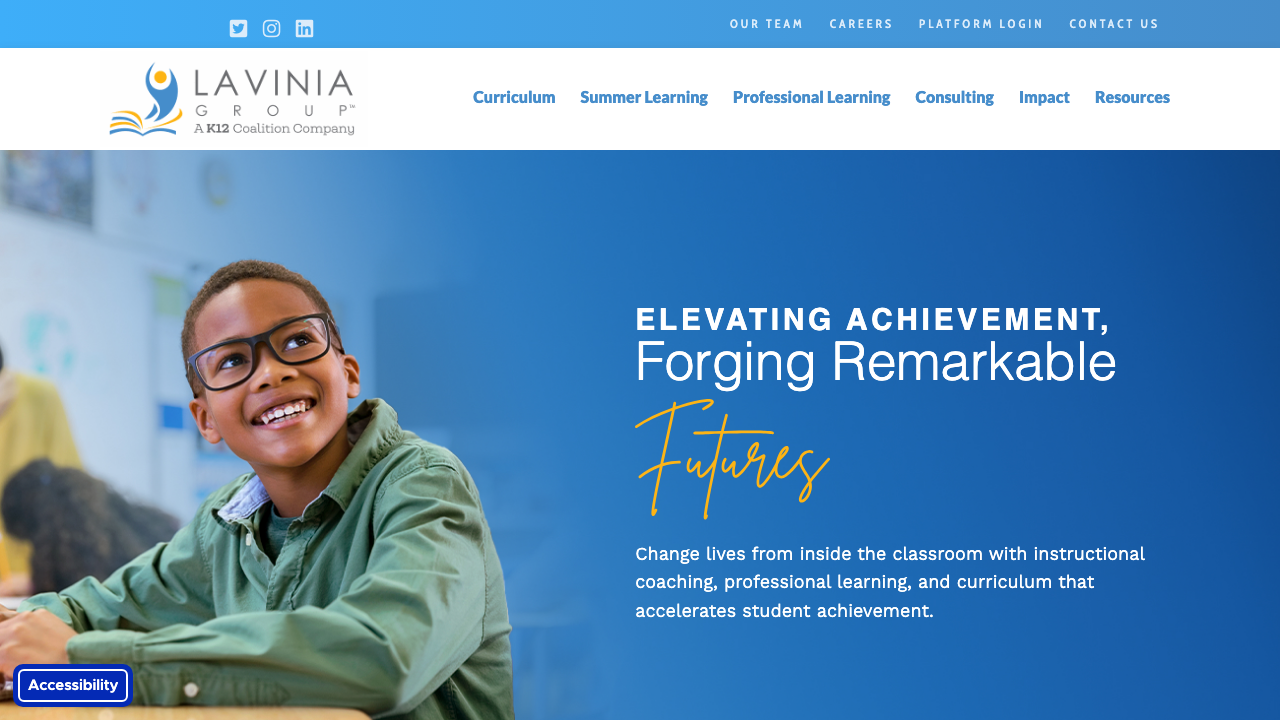 OUR TEAM CAREERS PLATFORM LOGIN CONTACT US
LAVINIA
GROUP™
A K12 Coalition Company
Curriculum Summer Learning Professional Learning Consulting Impact Resources
ELEVATING ACHIEVEMENT,
Forging Remarkable
Futures
Change lives from inside the classroom with instructional
coaching, professional learning, and curriculum that
accelerates student achievement.
Accessibility